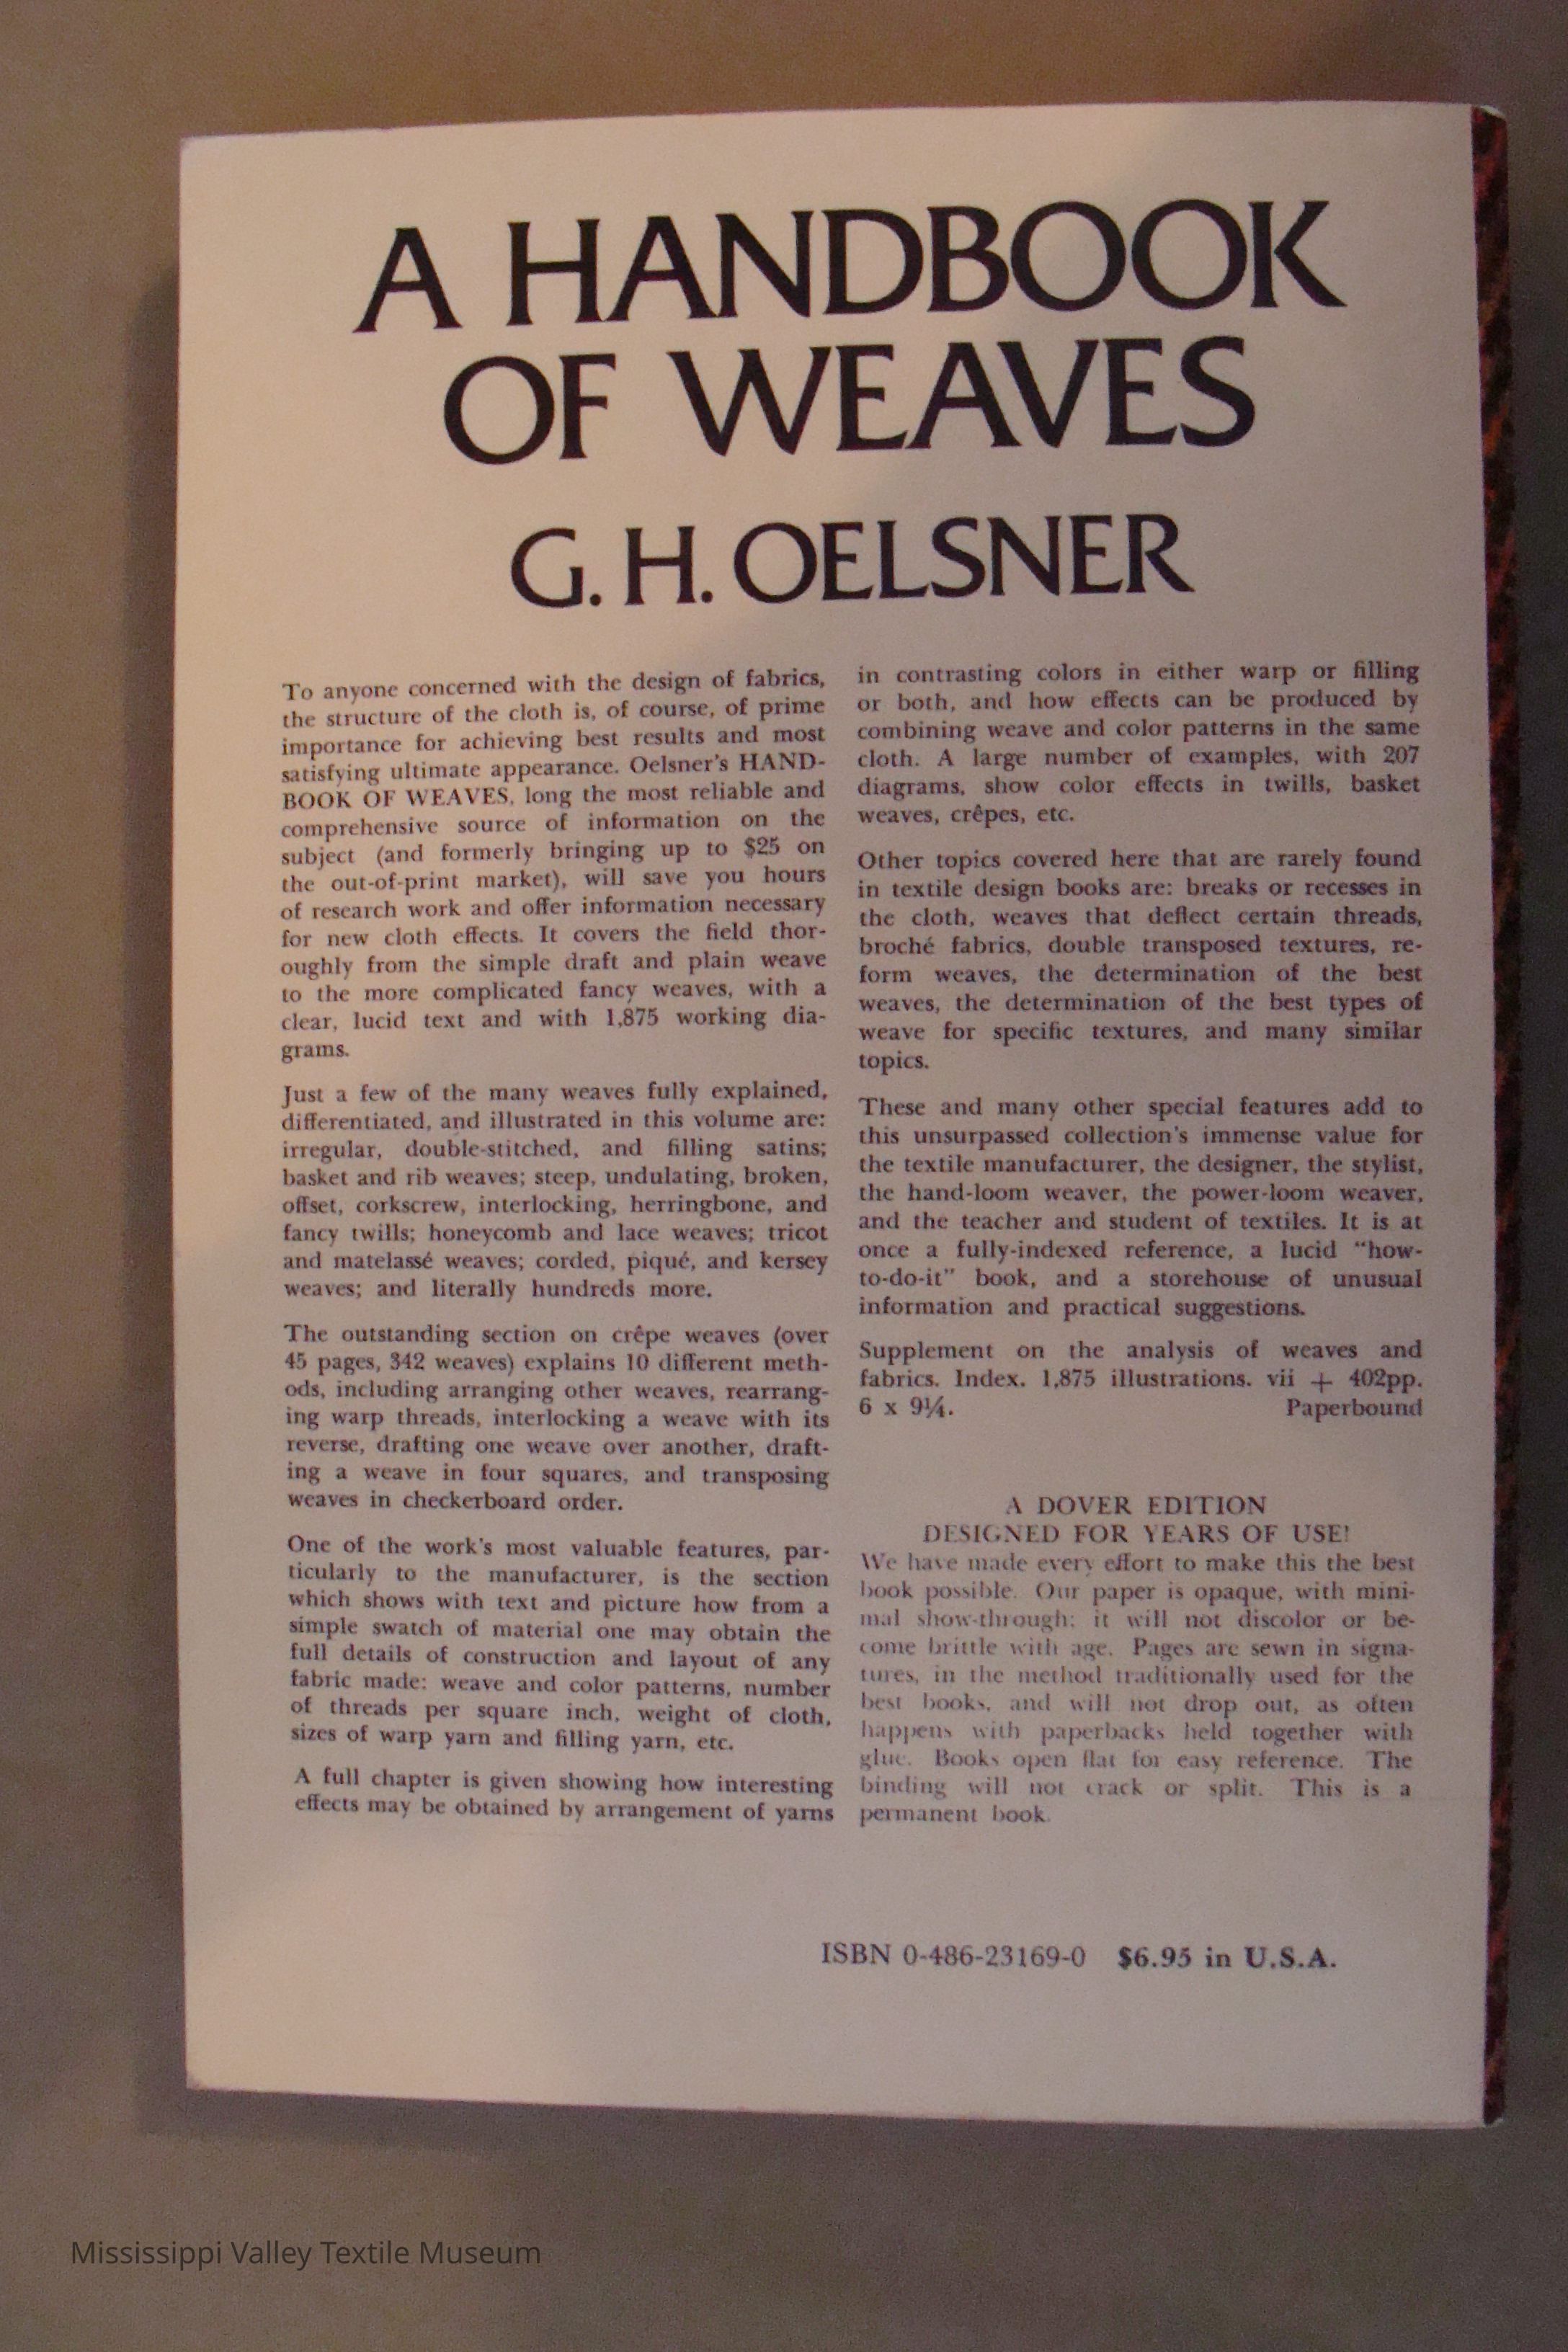 A HANDBOOK
OF WEAVES
G. H. OELSNER
To anyone concerned with the design of fabrics,
the structure of the cloth is, of course, of prime
importance for achieving best results and most
satisfying ultimate appearance. Oelsner's HAND-
BOOK OF WEAVES, long the most reliable and
comprehensive source of information on the
subject (and formerly bringing up to $25 on
the out-of-print market), will save you hours
of research work and offer information necessary
for new cloth effects. It covers the field thor-
oughly from the simple draft and plain weave
to the more complicated fancy weaves, with a
clear, lucid text and with 1,875 working dia-
grams.
Just a few of the many weaves fully explained,
differentiated, and illustrated in this volume are:
irregular, double-stitched, and filling satins;
basket and rib weaves; steep, undulating, broken,
offset, corkscrew, interlocking, herringbone, and
fancy twills; honeycomb and lace weaves; tricot
and matelassé weaves; corded, piqué, and kersey
weaves; and literally hundreds more.
The outstanding section on crêpe weaves (over
45 pages, 342 weaves) explains 10 different meth-
ods, including arranging other weaves, rearrang-
ing warp threads, interlocking a weave with its
reverse, drafting one weave over another, draft-
ing a weave in four squares, and transposing
weaves in checkerboard order.
One of the work's most valuable features, par-
ticularly to the manufacturer, is the section
which shows with text and picture how from a
simple swatch of material one may obtain the
full details of construction and layout of any
fabric made: weave and color patterns, number
of threads per square inch, weight of cloth,
sizes of warp yarn and filling yarn, etc.
A full chapter is given showing how interesting
effects may be obtained by arrangement of yarns
in contrasting colors in either warp or filling
or both, and how effects can be produced by
combining weave and color patterns in the same
cloth. A large number of examples, with 207
diagrams, show color effects in twills, basket
weaves, crêpes, etc.
Other topics covered here that are rarely found
in textile design books are: breaks or recesses in
the cloth, weaves that deflect certain threads,
broché fabrics, double transposed textures, re-
form weaves, the determination of the best
weaves, the determination of the best types of
weave for specific textures, and many similar
topics.
These and many other special features add to
this unsurpassed collection's immense value for
the textile manufacturer, the designer, the stylist,
the hand-loom weaver, the power-loom weaver,
and the teacher and student of textiles. It is at
once a fully-indexed reference, a lucid "how-
to-do-it" book, and a storehouse of unusual
information and practical suggestions.
Supplement on the analysis of weaves and
fabrics. Index. 1,875 illustrations. vii + 402pp.
6 x 9¼. Paperbound
A DOVER EDITION
DESIGNED FOR YEARS OF USE!
We have made every effort to make this the best
book possible. Our paper is opaque, with mini-
mal show-through; it will not discolor or be-
come brittle with age. Pages are sewn in signa-
tures, in the method traditionally used for the
best books, and will not drop out, as often
happens with paperbacks held together with
glue. Books open flat for easy reference. The
binding will not crack or split. This is a
permanent book.
ISBN 0-486-23169-0 $6.95 in U.S.A.
Mississippi Valley Textile Museum